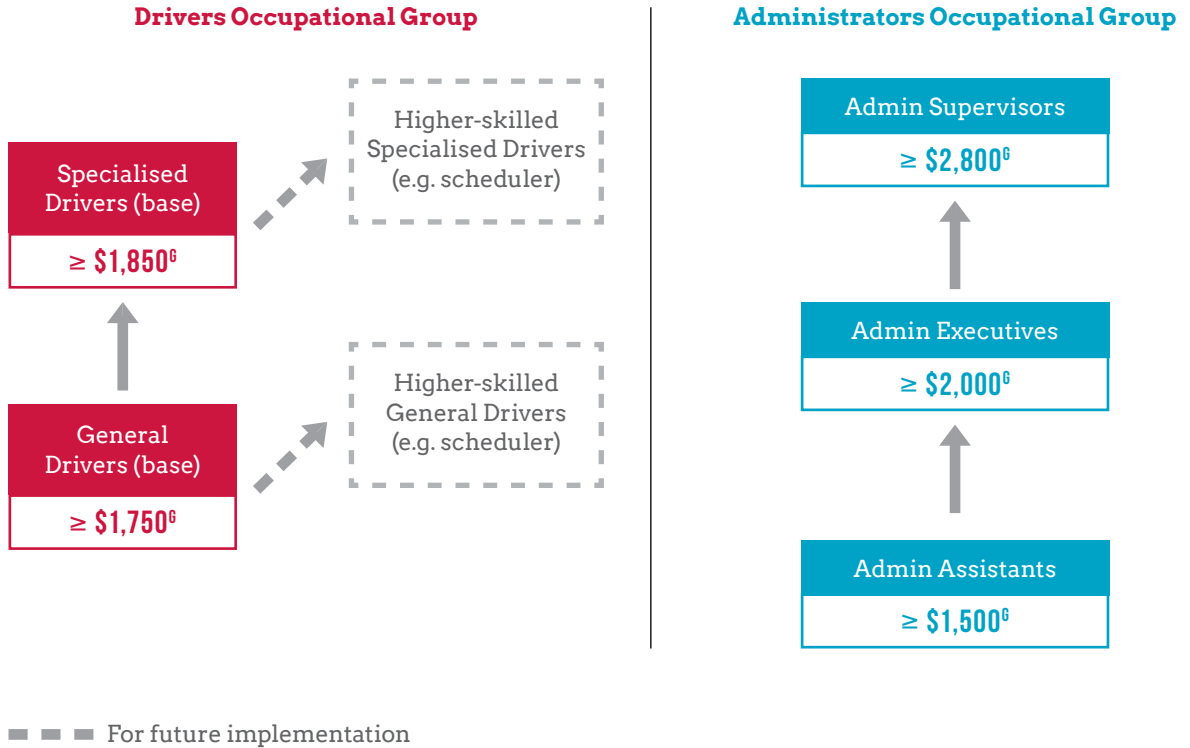 Drivers Occupational Group
Higher-skilled
Specialised Drivers
(e.g. scheduler)
Specialised
Drivers (base)
≥ $1,850ᴳ
Higher-skilled
General Drivers
(e.g. scheduler)
General
Drivers (base)
≥ $1,750ᴳ
Administrators Occupational Group
Admin Supervisors
≥ $2,800ᴳ
Admin Executives
≥ $2,000ᴳ
Admin Assistants
≥ $1,500ᴳ
For future implementation